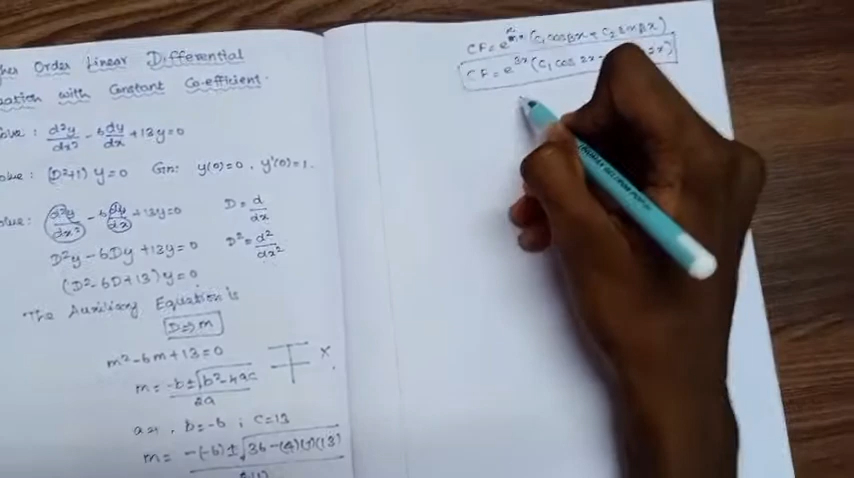 Order Linear Differential
with Constant Co-efficient.
d²y/dx² - 6 dy/dx + 13y = 0
(D²+1) y = 0 Gn: y(0)=0, y'(0)=1.
d²y/dx² - 6 dy/dx + 13y = 0 D = d/dx
D²y - 6Dy + 13y = 0 D² = d²/dx²
(D² - 6D + 13) y = 0
The Auxiliary Equation is
D => m
m² - 6m + 13 = 0 x
m = -b ± √b² - 4ac / 2a
b = -6 ; c = 13
m = -(-6) ± √36 - (4)(1)(13)
CF = e (C₁ cos βx + C₂ sin βx)
CF = e³ˣ (C₁ cos 2x 2x)